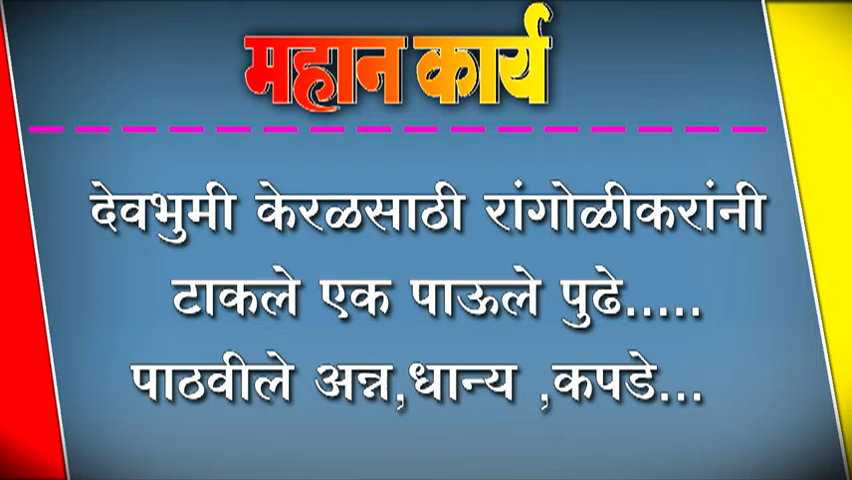 महान कार्य
देवभुमी केरळसाठी रांगोळीकरांनी
टाकले एक पाऊले पुढे.....
पाठवीले अन्न,धान्य ,कपडे...